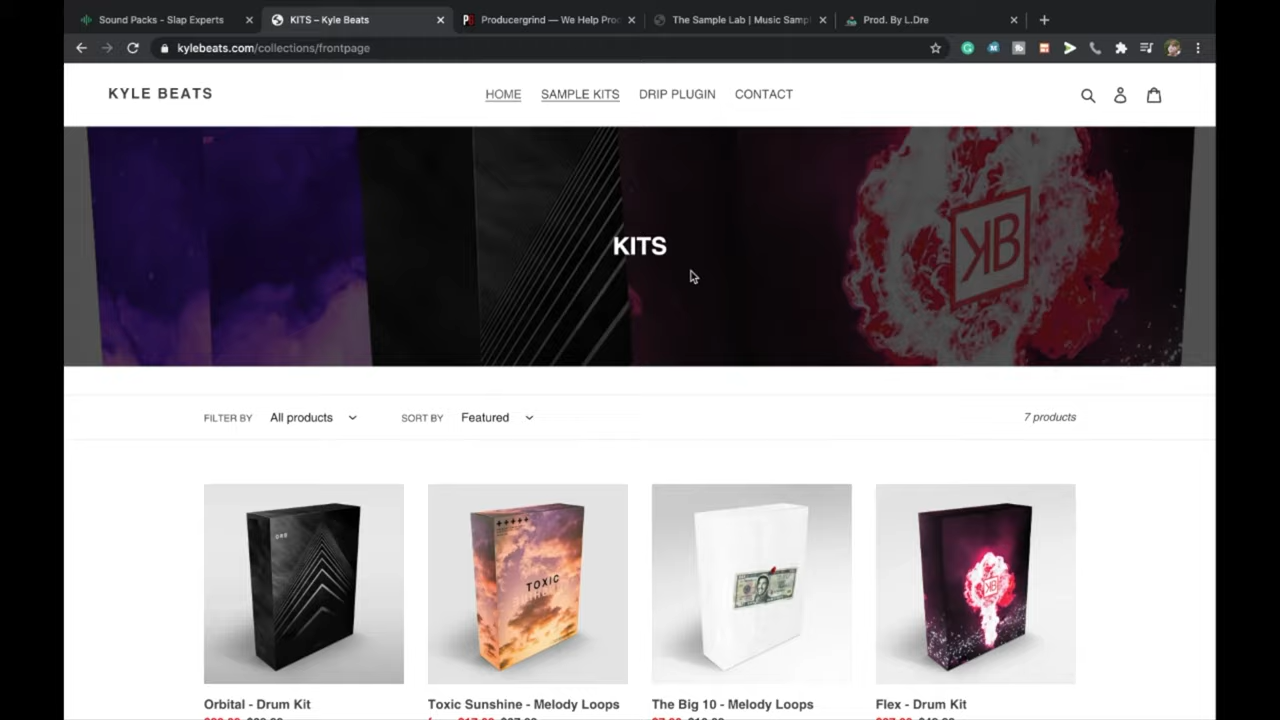 Sound Packs - Slap Experts
KITS – Kyle Beats
Producergrind — We Help Pro
The Sample Lab | Music Samp
Prod. By L.Dre
kylebeats.com/collections/frontpage
KYLE BEATS
HOME
SAMPLE KITS
DRIP PLUGIN
CONTACT
KITS
KB
FILTER BY
All products
SORT BY
Featured
7 products
TOXIC
KB
Orbital - Drum Kit
Toxic Sunshine - Melody Loops
The Big 10 - Melody Loops
Flex - Drum Kit